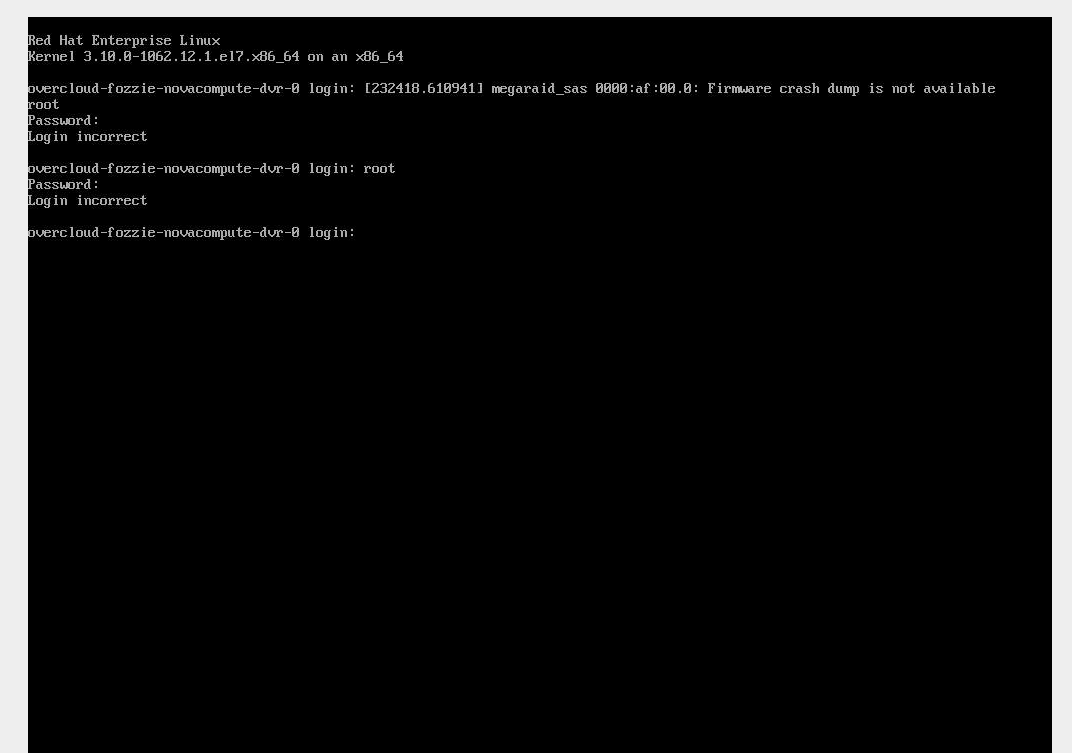 Red Hat Enterprise Linux
Kernel 3.10.0-1062.12.1.el7.x86_64 on an x86_64
overcloud-fozzie-novacompute-dvr-0 login: [232418.610941] megaraid_sas 0000:af:00.0: Firmware crash dump is not available
root
Password:
Login incorrect
overcloud-fozzie-novacompute-dvr-0 login: root
Password:
Login incorrect
overcloud-fozzie-novacompute-dvr-0 login: